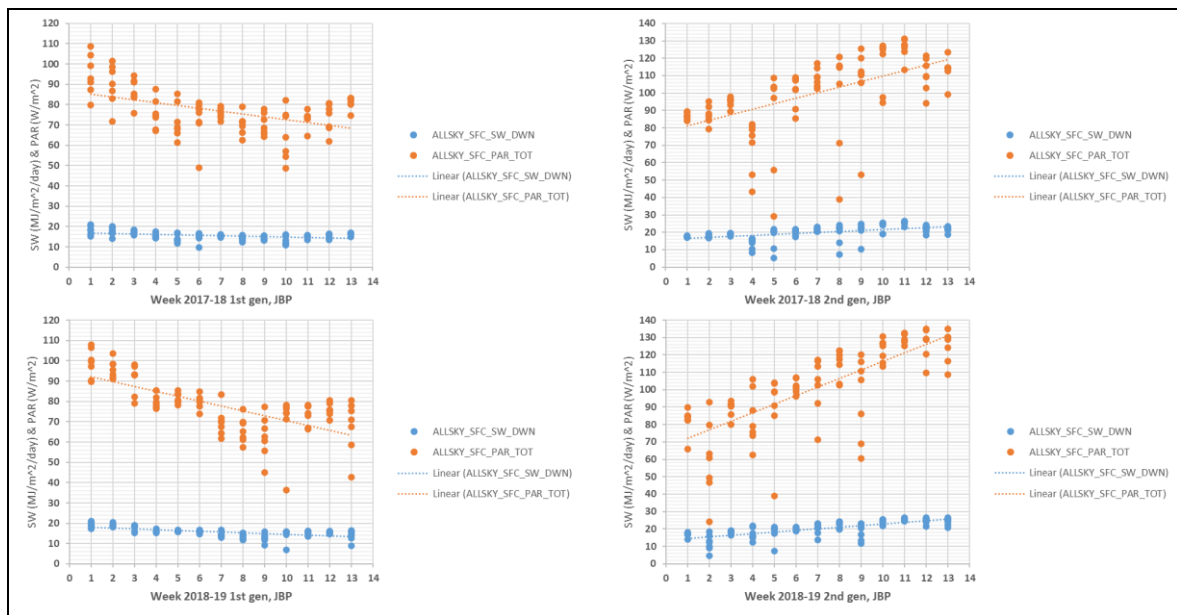 120
110
100
90
80
70
60
50
40
30
20
10
0
SW (MJ/m^2/day) & PAR (W/m^2)
0 1 2 3 4 5 6 7 8 9 10 11 12 13 14
Week 2017-18 1st gen, JBP
ALLSKY_SFC_SW_DWN
ALLSKY_SFC_PAR_TOT
Linear (ALLSKY_SFC_SW_DWN)
Linear (ALLSKY_SFC_PAR_TOT)
140
130
120
110
100
90
80
70
60
50
40
30
20
10
0
SW (MJ/m^2/day) & PAR (W/m^2)
0 1 2 3 4 5 6 7 8 9 10 11 12 13 14
Week 2017-18 2nd gen, JBP
ALLSKY_SFC_SW_DWN
ALLSKY_SFC_PAR_TOT
Linear (ALLSKY_SFC_SW_DWN)
Linear (ALLSKY_SFC_PAR_TOT)
120
110
100
90
80
70
60
50
40
30
20
10
0
SW (MJ/m^2/day) & PAR (W/m^2)
0 1 2 3 4 5 6 7 8 9 10 11 12 13 14
Week 2018-19 1st gen, JBP
ALLSKY_SFC_SW_DWN
ALLSKY_SFC_PAR_TOT
Linear (ALLSKY_SFC_SW_DWN)
Linear (ALLSKY_SFC_PAR_TOT)
140
130
120
110
100
90
80
70
60
50
40
30
20
10
0
SW (MJ/m^2/day) & PAR (W/m^2)
0 1 2 3 4 5 6 7 8 9 10 11 12 13 14
Week 2018-19 2nd gen, JBP
ALLSKY_SFC_SW_DWN
ALLSKY_SFC_PAR_TOT
Linear (ALLSKY_SFC_SW_DWN)
Linear (ALLSKY_SFC_PAR_TOT)